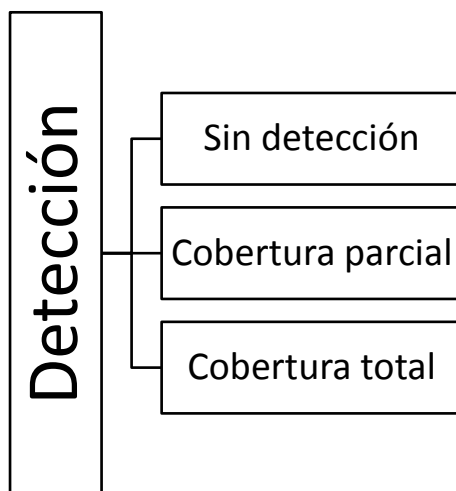 Detección
Sin detección
Cobertura parcial
Cobertura total